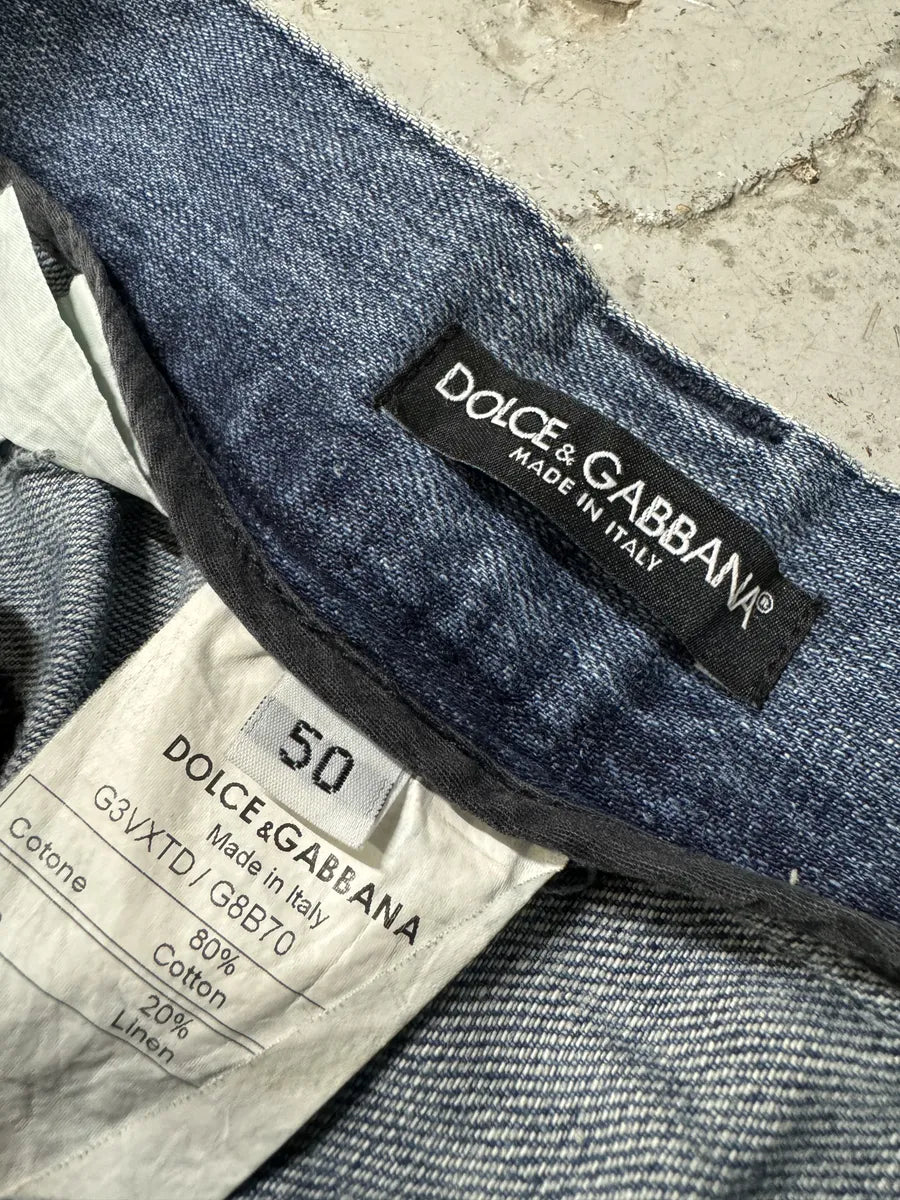 DOLCE & GABBANA®
MADE IN ITALY
50
DOLCE & GABBANA
Made in Italy
G3VXTD / G8B70
80%
Cotone
Cotton
20%
Linen